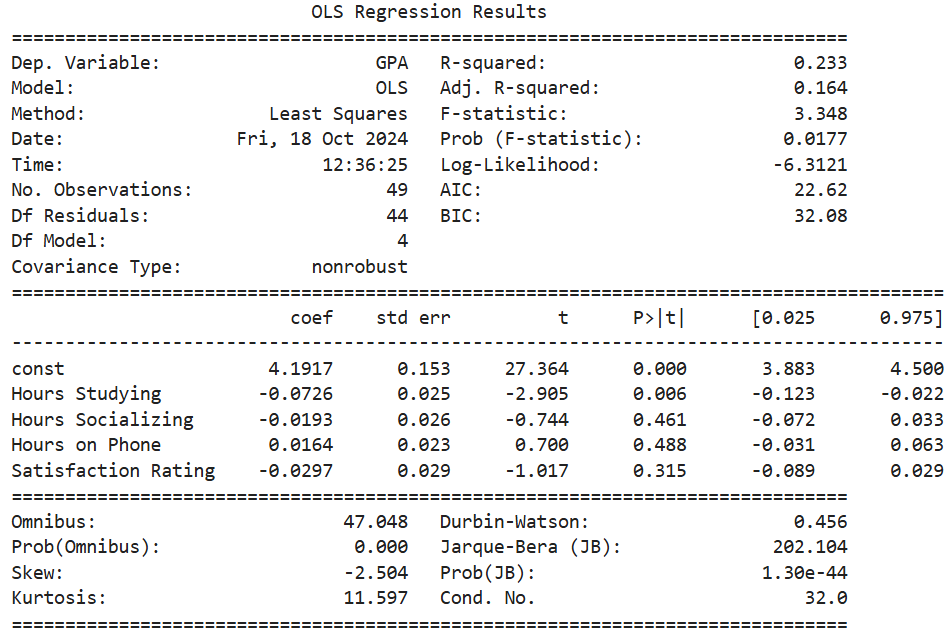 OLS Regression Results
==============================================================================
Dep. Variable: GPA R-squared: 0.233
Model: OLS Adj. R-squared: 0.164
Method: Least Squares F-statistic: 3.348
Date: Fri, 18 Oct 2024 Prob (F-statistic): 0.0177
Time: 12:36:25 Log-Likelihood: -6.3121
No. Observations: 49 AIC: 22.62
Df Residuals: 44 BIC: 32.08
Df Model: 4
Covariance Type: nonrobust
=======================================================================================
coef std err t P>|t| [0.025 0.975]
---------------------------------------------------------------------------------------
const 4.1917 0.153 27.364 0.000 3.883 4.500
Hours Studying -0.0726 0.025 -2.905 0.006 -0.123 -0.022
Hours Socializing -0.0193 0.026 -0.744 0.461 -0.072 0.033
Hours on Phone 0.0164 0.023 0.700 0.488 -0.031 0.063
Satisfaction Rating -0.0297 0.029 -1.017 0.315 -0.089 0.029
==============================================================================
Omnibus: 47.048 Durbin-Watson: 0.456
Prob(Omnibus): 0.000 Jarque-Bera (JB): 202.104
Skew: -2.504 Prob(JB): 1.30e-44
Kurtosis: 11.597 Cond. No. 32.0
==============================================================================